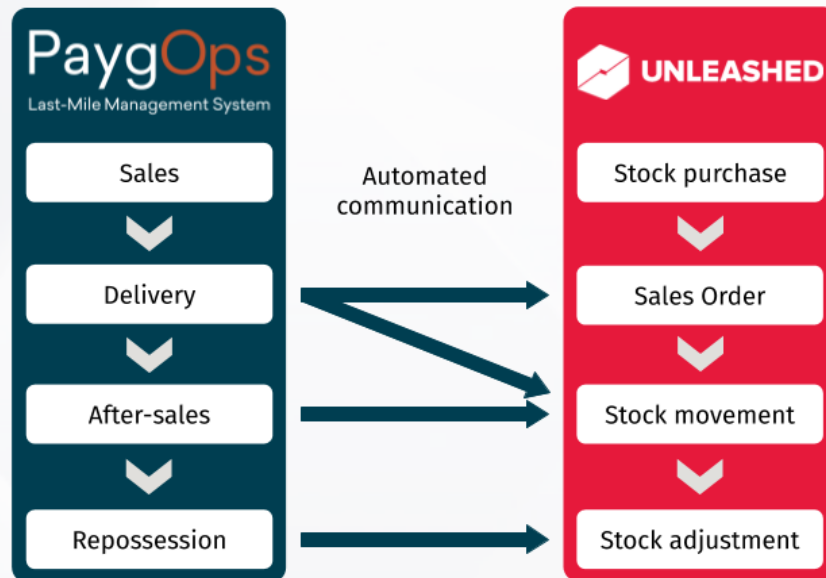 PaygOps
Last-Mile Management System
Sales
Delivery
After-sales
Repossession
Automated
communication
UNLEASHED
Stock purchase
Sales Order
Stock movement
Stock adjustment